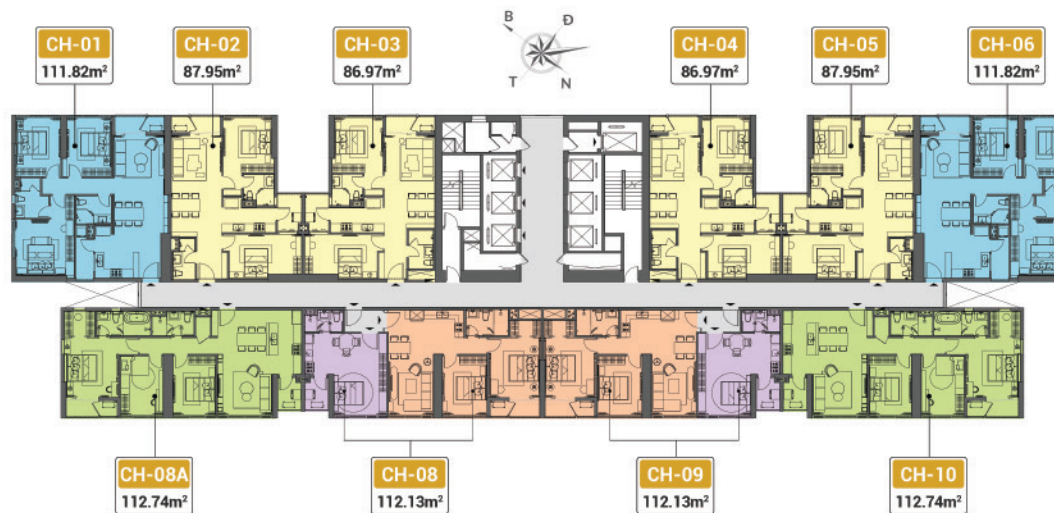 B
Đ
T
N
CH-01
111.82m²
CH-02
87.95m²
CH-03
86.97m²
CH-04
86.97m²
CH-05
87.95m²
CH-06
111.82m²
CH-08A
112.74m²
CH-08
112.13m²
CH-09
112.13m²
CH-10
112.74m²